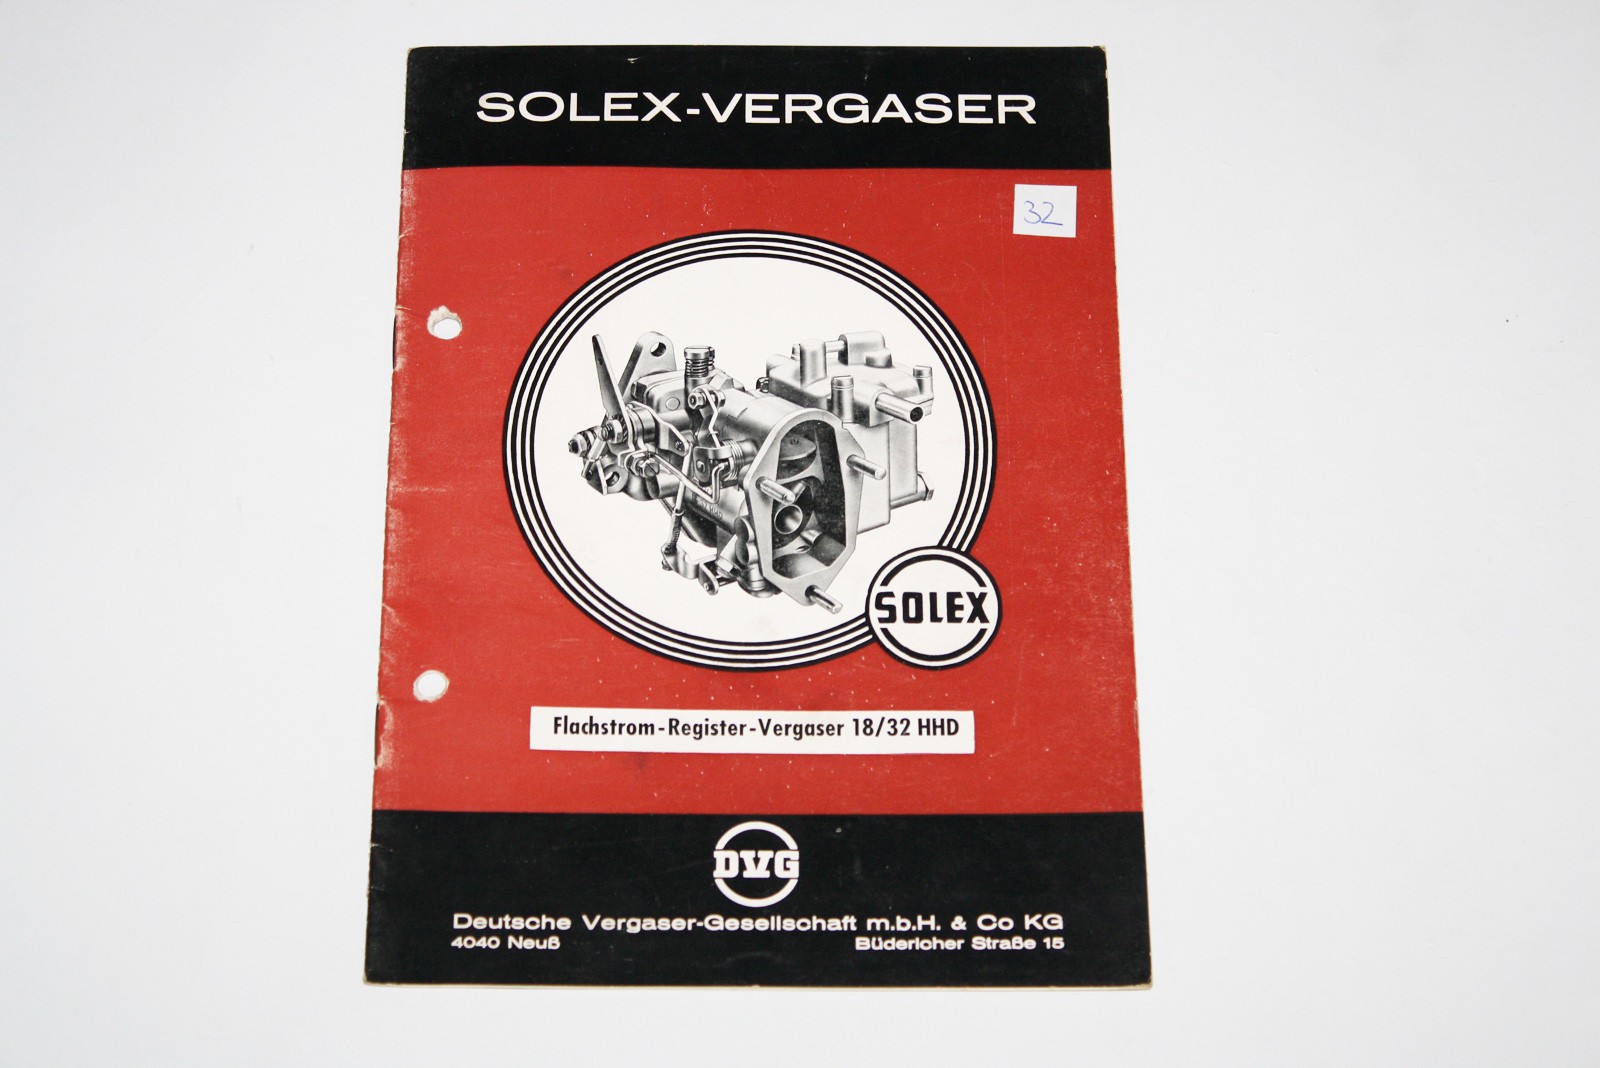 SOLEX-VERGASER
32
SOLEX
Flachstrom-Register-Vergaser 18/32 HHD
DVG
Deutsche Vergaser-Gesellschaft m.b.H. & Co KG
4040 Neuß Büdericher Straße 15